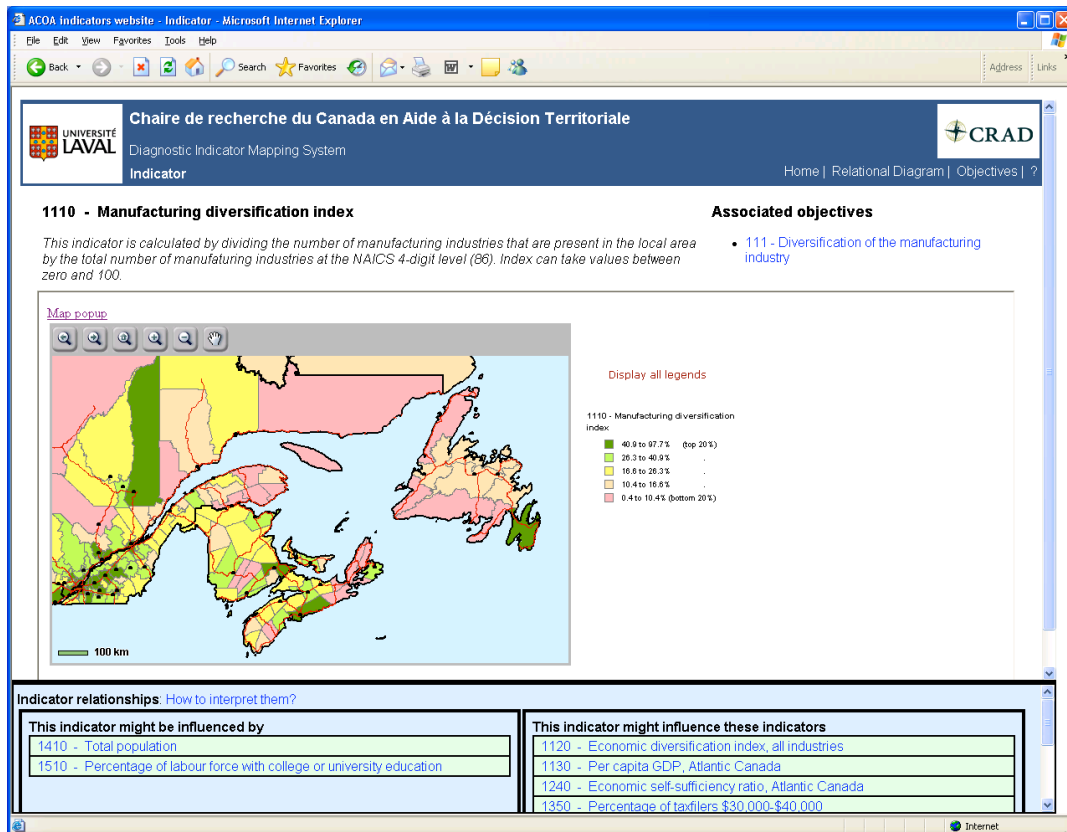 ACOA indicators website - Indicator - Microsoft Internet Explorer
File Edit View Favorites Tools Help
Back Search Favorites Address Links
UNIVERSITÉ
LAVAL
Chaire de recherche du Canada en Aide à la Décision Territoriale
Diagnostic Indicator Mapping System
Indicator
CRAD
Home | Relational Diagram | Objectives | ?
1110 - Manufacturing diversification index
This indicator is calculated by dividing the number of manufacturing industries that are present in the local area
by the total number of manufaturing industries at the NAICS 4-digit level (86). Index can take values between
zero and 100.
Associated objectives
• 111 - Diversification of the manufacturing
industry
Map popup
Display all legends
1110 - Manufacturing diversification
index
40.9 to 97.7% (top 20%)
26.3 to 40.9% .
16.6 to 26.3% .
10.4 to 16.6% .
0.4 to 10.4% (bottom 20%)
100 km
Indicator relationships: How to interpret them?
This indicator might be influenced by
1410 - Total population
1510 - Percentage of labour force with college or university education
This indicator might influence these indicators
1120 - Economic diversification index, all industries
1130 - Per capita GDP, Atlantic Canada
1240 - Economic self-sufficiency ratio, Atlantic Canada
1350 - Percentage of taxfilers $30,000-$40,000
Internet